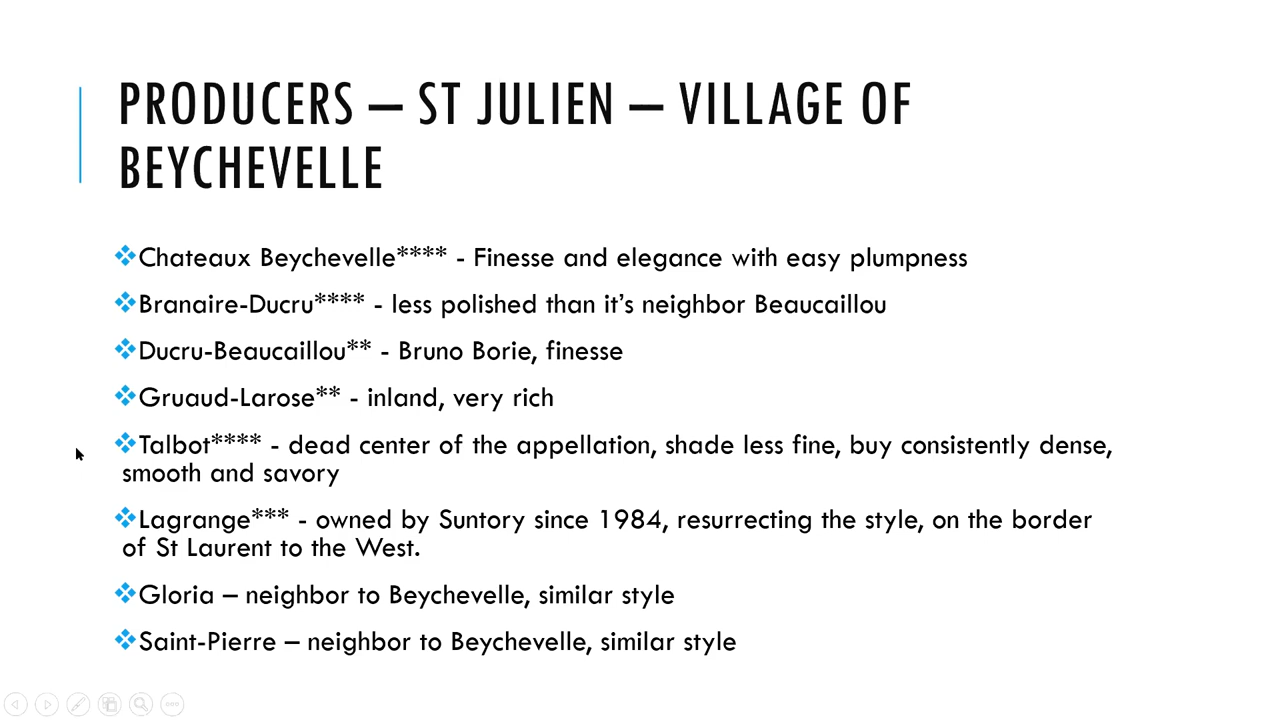 PRODUCERS – ST JULIEN – VILLAGE OF
BEYCHEVELLE
❖Chateaux Beychevelle**** - Finesse and elegance with easy plumpness
❖Branaire-Ducru**** - less polished than it’s neighbor Beaucaillou
❖Ducru-Beaucaillou** - Bruno Borie, finesse
❖Gruaud-Larose** - inland, very rich
❖Talbot**** - dead center of the appellation, shade less fine, buy consistently dense,
smooth and savory
❖Lagrange*** - owned by Suntory since 1984, resurrecting the style, on the border
of St Laurent to the West.
❖Gloria – neighbor to Beychevelle, similar style
❖Saint-Pierre – neighbor to Beychevelle, similar style